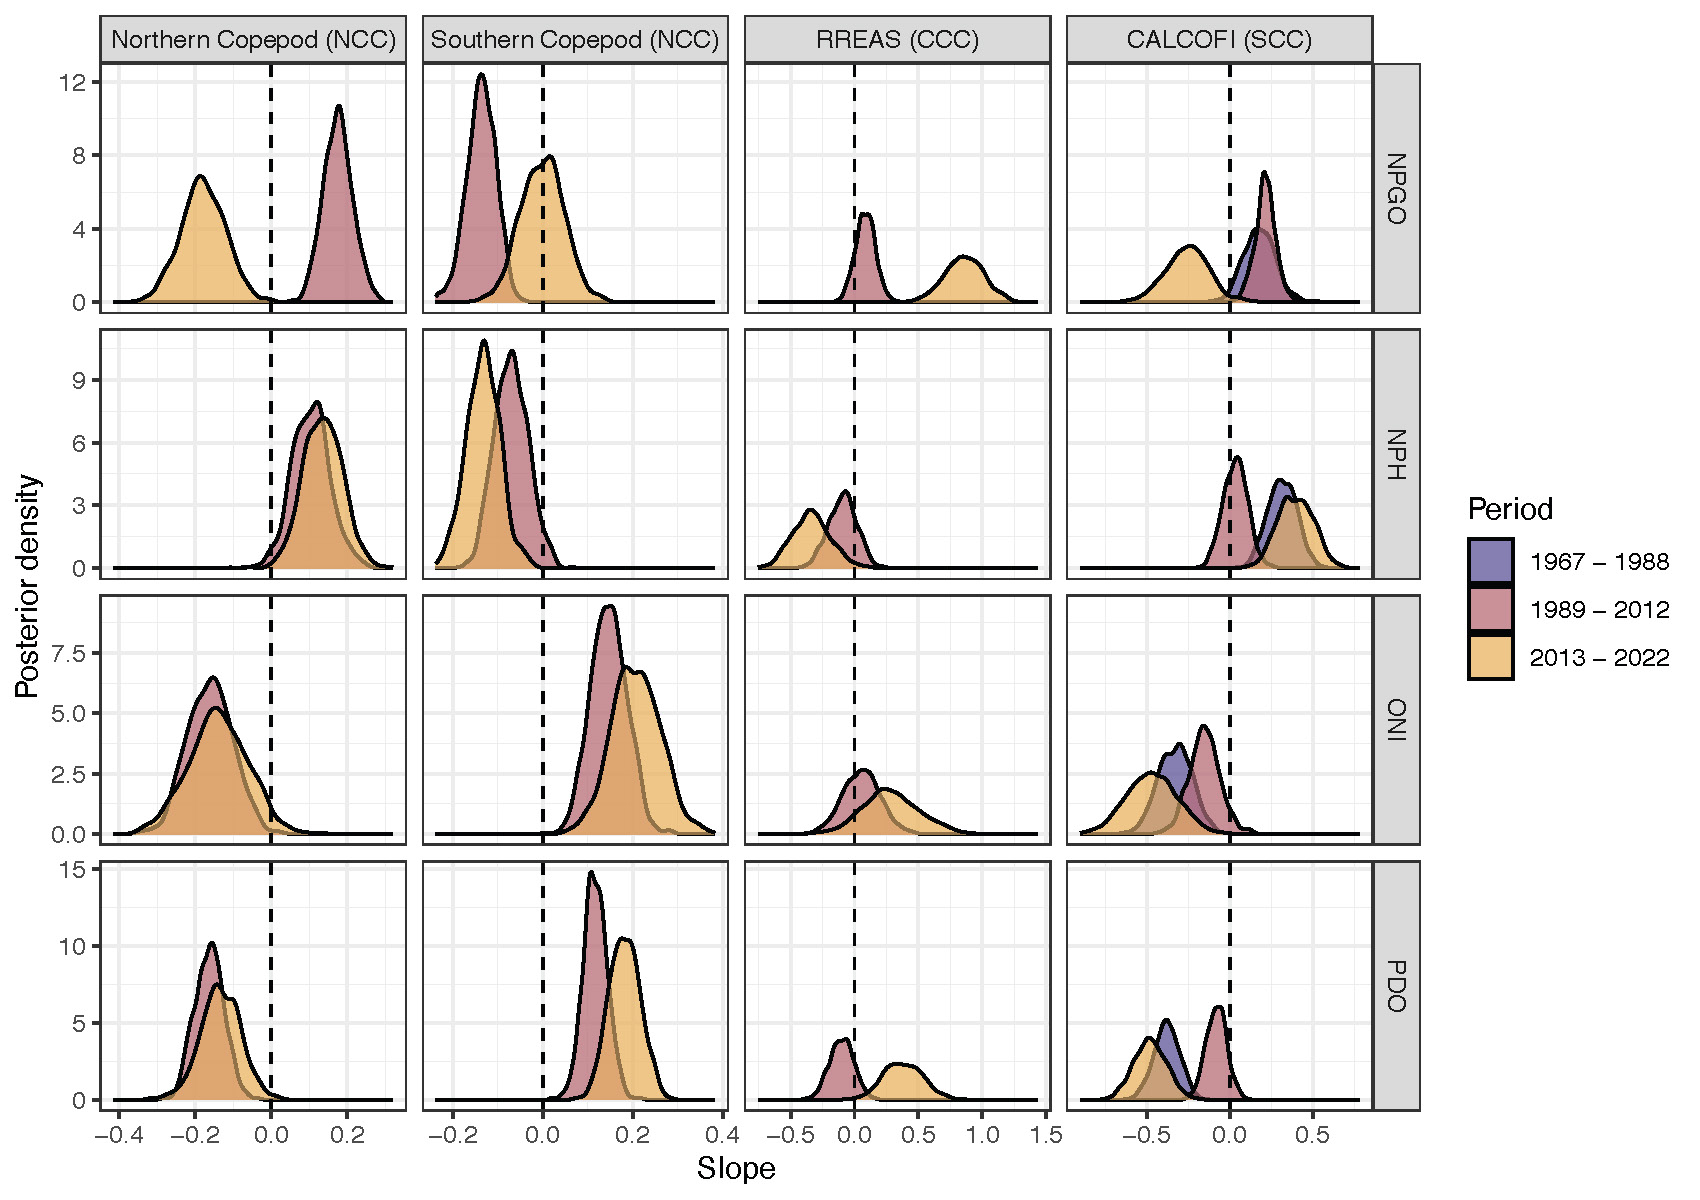 Northern Copepod (NCC) Southern Copepod (NCC) RREAS (CCC) CALCOFI (SCC)
12
8
4
0
NPGO
9
6
3
0
NPH
7.5
5.0
2.5
0.0
ONI
15
10
5
0
PDO
−0.4 −0.2 0.0 0.2 −0.2 0.0 0.2 0.4 −0.5 0.0 0.5 1.0 1.5 −0.5 0.0 0.5
Slope
Posterior density
Period
1967 − 1988
1989 − 2012
2013 − 2022